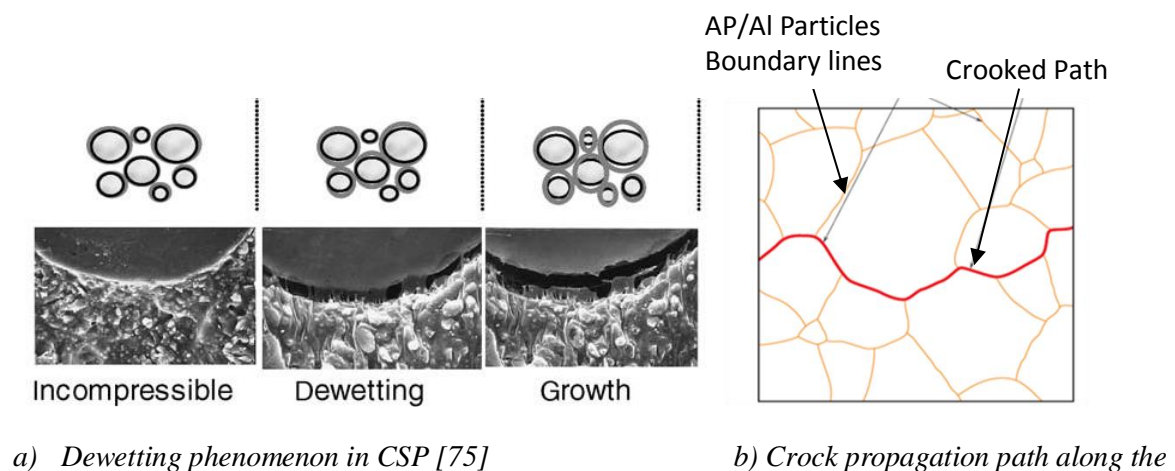 AP/Al Particles
Boundary lines
Crooked Path
Incompressible
Dewetting
Growth
a) Dewetting phenomenon in CSP [75]
b) Crock propagation path along the